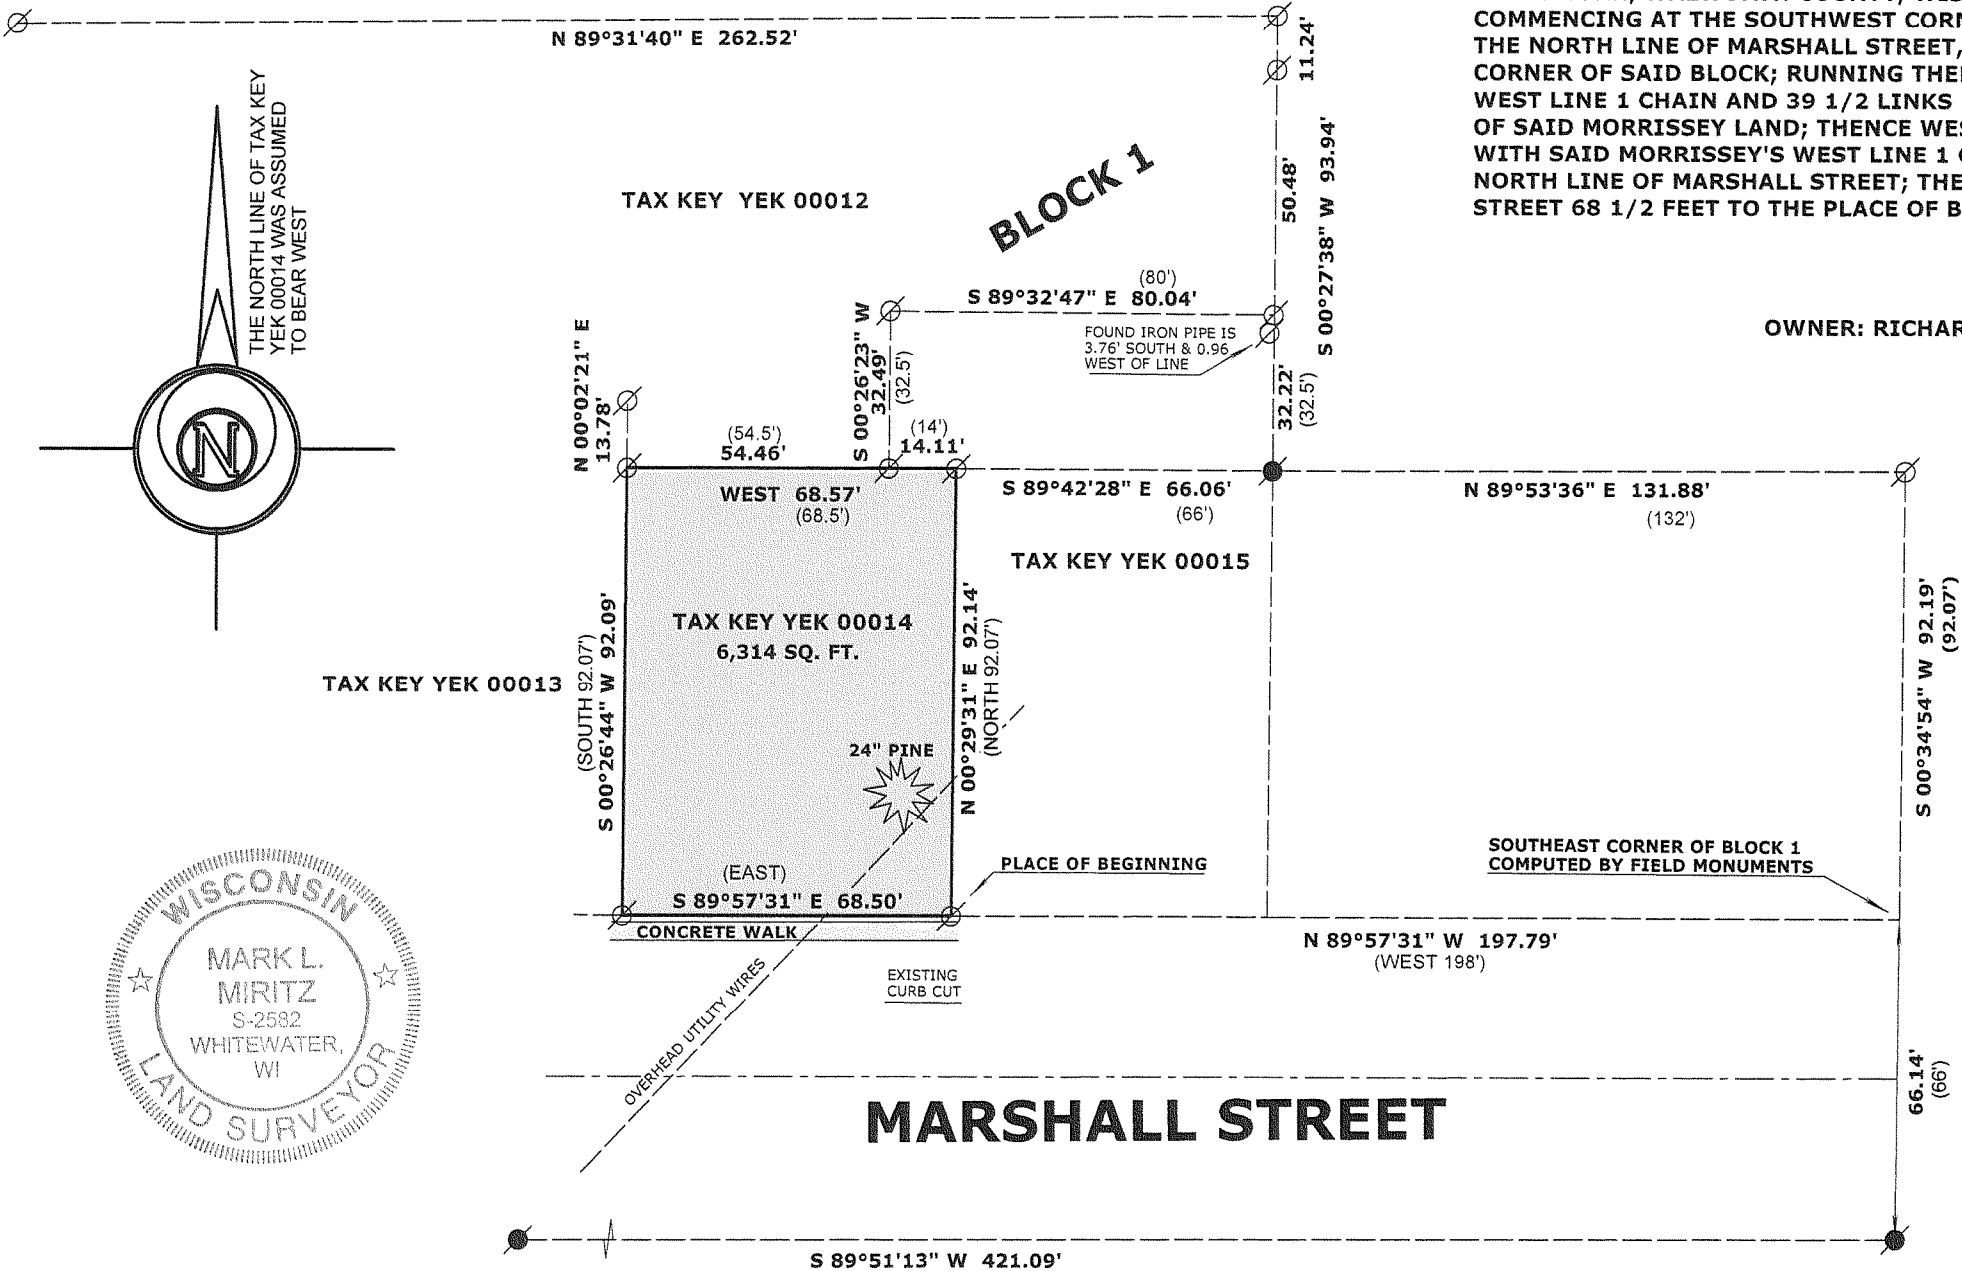 COMMENCING AT THE SOUTHWEST CORN
THE NORTH LINE OF MARSHALL STREET,
CORNER OF SAID BLOCK; RUNNING THE
WEST LINE 1 CHAIN AND 39 1/2 LINKS
OF SAID MORRISSEY LAND; THENCE WES
WITH SAID MORRISSEY'S WEST LINE 1 C
NORTH LINE OF MARSHALL STREET; THE
STREET 68 1/2 FEET TO THE PLACE OF B
OWNER: RICHAR
N 89°31'40" E 262.52'
11.24'
THE NORTH LINE OF TAX KEY
YEK 00014 WAS ASSUMED
TO BEAR WEST
N
TAX KEY YEK 00012
BLOCK 1
50.48'
S 00°27'38" W 93.94'
(80')
S 89°32'47" E 80.04'
FOUND IRON PIPE IS
3.76' SOUTH & 0.96
WEST OF LINE
32.22'
(32.5')
N 00°02'21" E
13.78'
S 00°26'23" W
32.49'
(32.5')
(54.5')
54.46'
(14')
14.11'
WEST 68.57'
(68.5')
S 89°42'28" E 66.06'
(66')
N 89°53'36" E 131.88'
(132')
TAX KEY YEK 00015
TAX KEY YEK 00014
6,314 SQ. FT.
TAX KEY YEK 00013
(SOUTH 92.07')
S 00°26'44" W 92.09'
N 00°29'31" E 92.14'
(NORTH 92.07')
S 00°34'54" W 92.19'
(92.07')
24" PINE
(EAST)
S 89°57'31" E 68.50'
CONCRETE WALK
PLACE OF BEGINNING
SOUTHEAST CORNER OF BLOCK 1
COMPUTED BY FIELD MONUMENTS
N 89°57'31" W 197.79'
(WEST 198')
EXISTING
CURB CUT
OVERHEAD UTILITY WIRES
66.14'
(66')
MARSHALL STREET
S 89°51'13" W 421.09'
WISCONSIN
MARK L.
MIRITZ
S-2582
WHITEWATER,
WI
LAND SURVEYOR